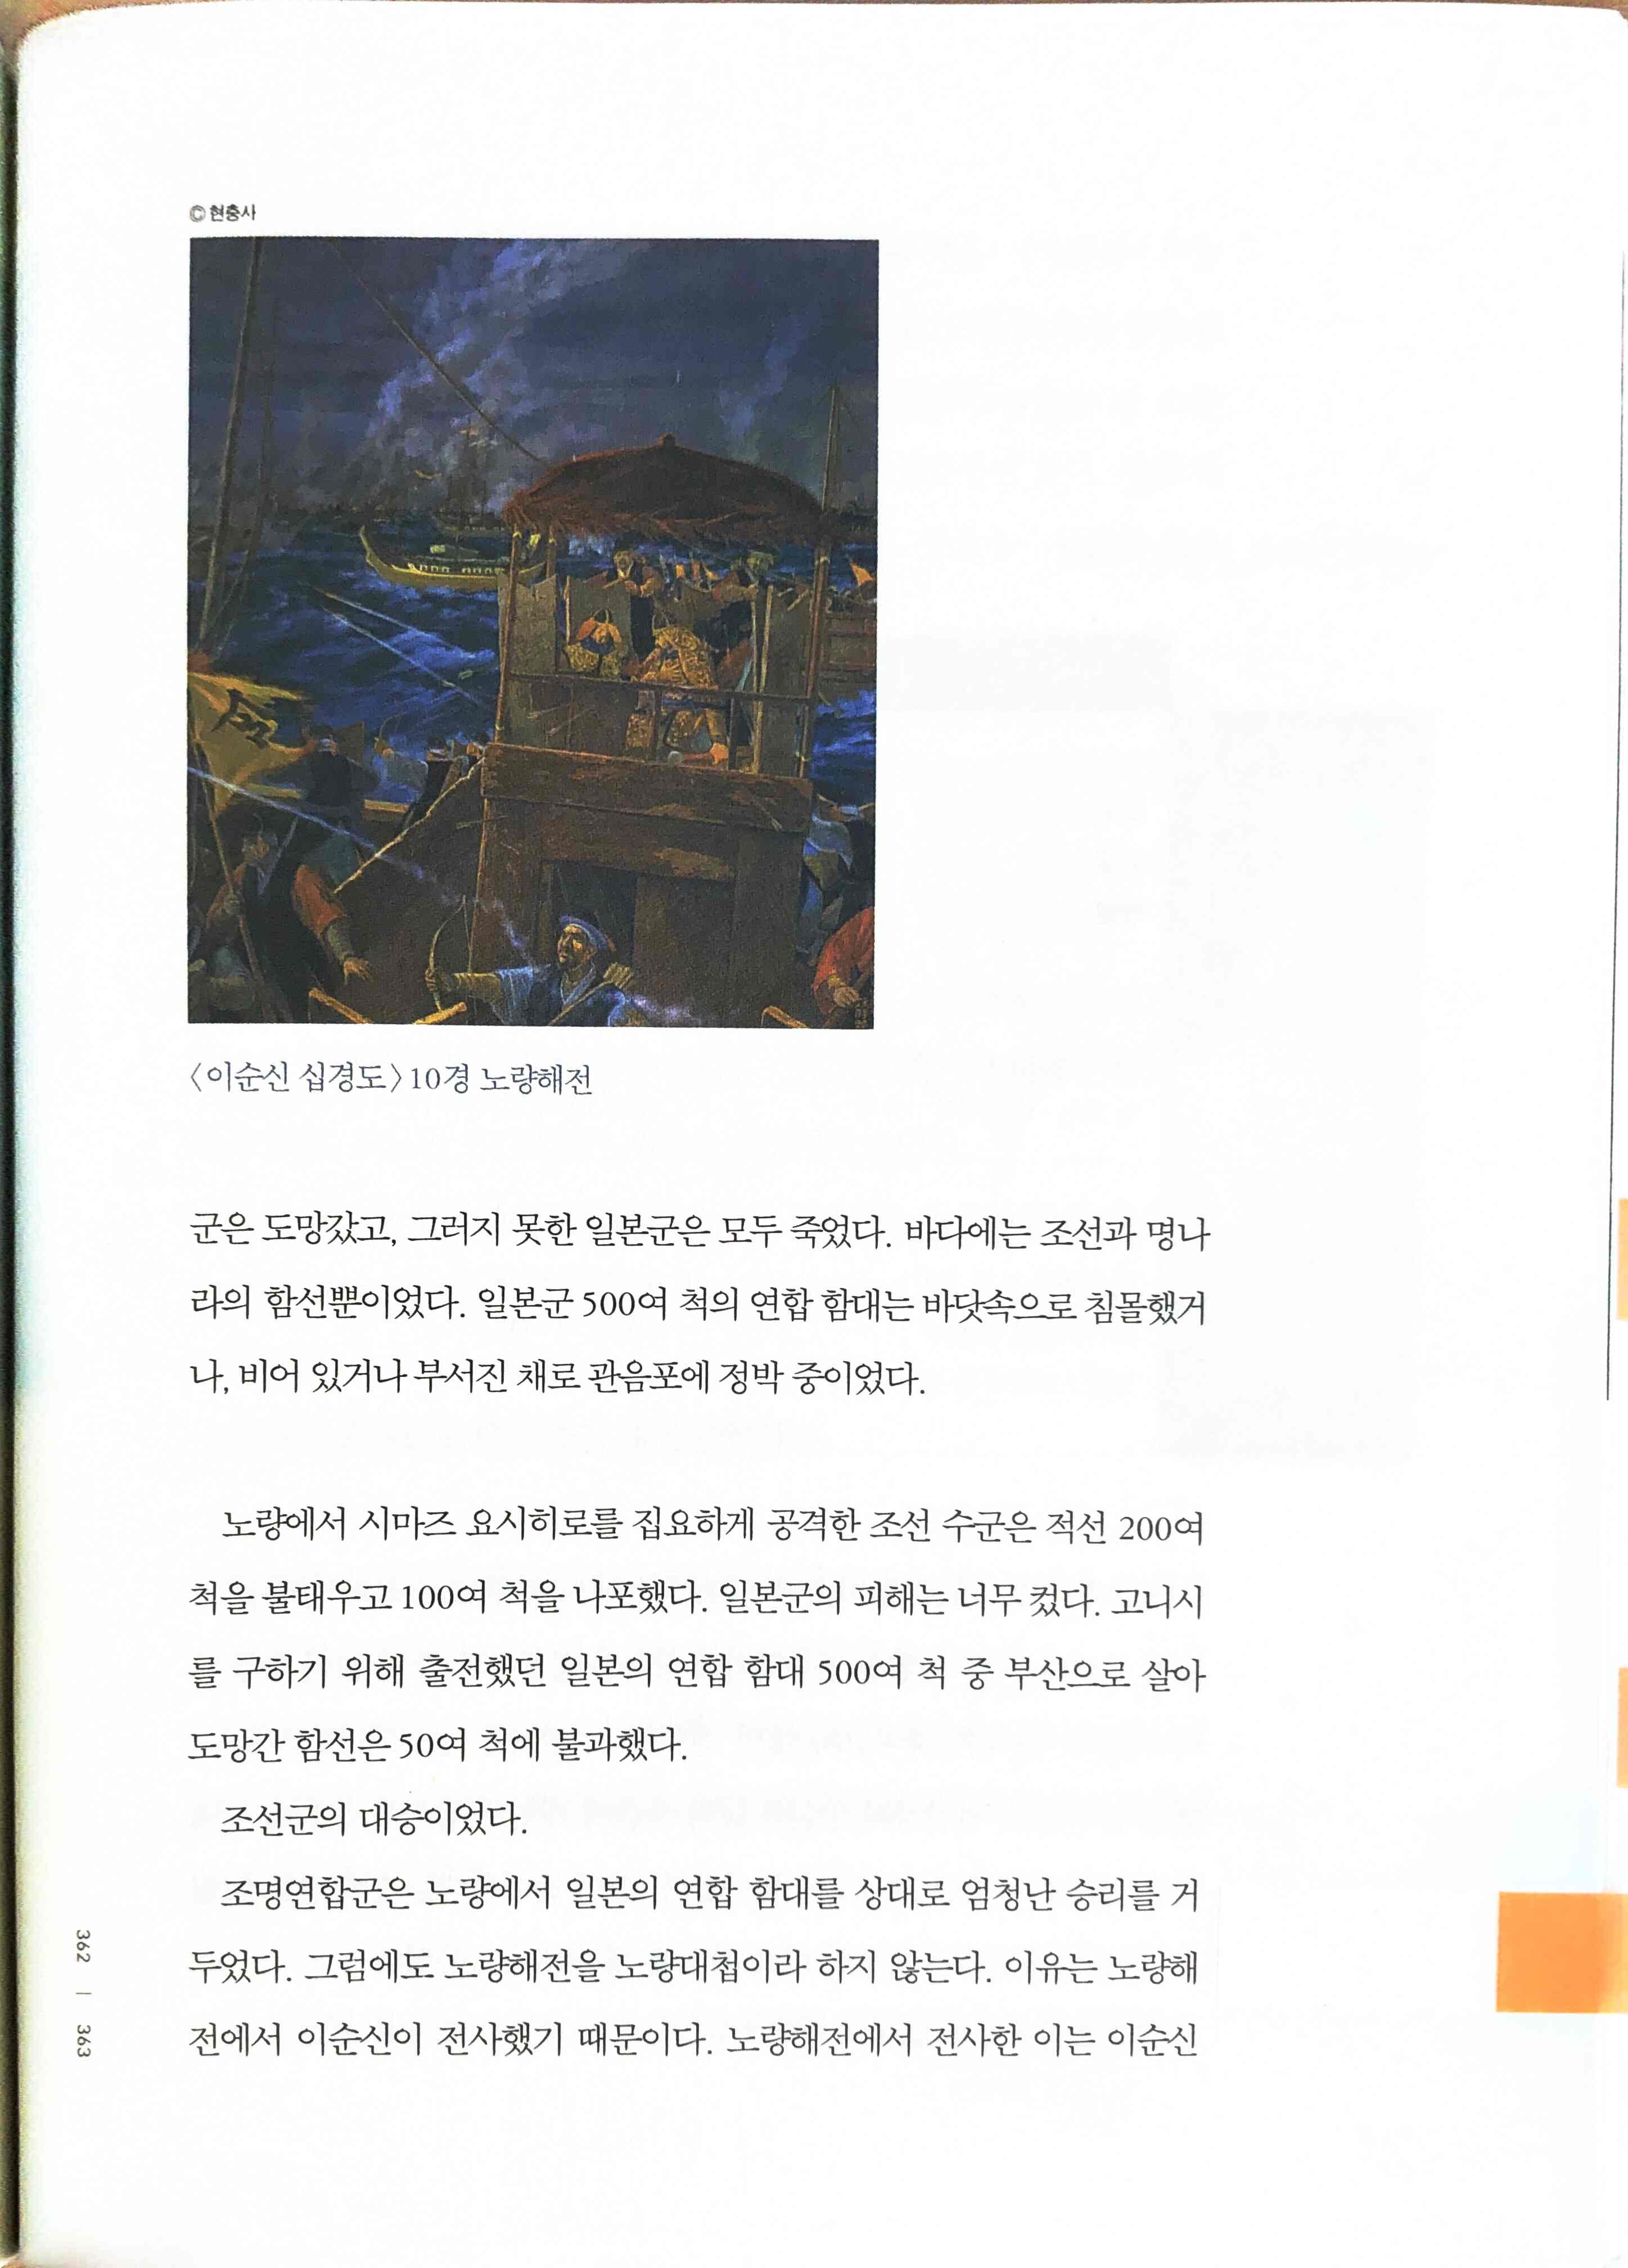 © 현충사
令
〈이순신 십경도〉 10경 노량해전
군은 도망갔고, 그러지 못한 일본군은 모두 죽었다. 바다에는 조선과 명나
라의 함선뿐이었다. 일본군 500여 척의 연합 함대는 바닷속으로 침몰했거
나, 비어 있거나 부서진 채로 관음포에 정박 중이었다.
노량에서 시마즈 요시히로를 집요하게 공격한 조선 수군은 적선 200여
척을 불태우고 100여 척을 나포했다. 일본군의 피해는 너무 컸다. 고니시
를 구하기 위해 출전했던 일본의 연합 함대 500여 척 중 부산으로 살아
도망간 함선은 50여 척에 불과했다.
조선군의 대승이었다.
조명연합군은 노량에서 일본의 연합 함대를 상대로 엄청난 승리를 거
두었다. 그럼에도 노량해전을 노량대첩이라 하지 않는다. 이유는 노량해
전에서 이순신이 전사했기 때문이다. 노량해전에서 전사한 이는 이순신
362 | 363